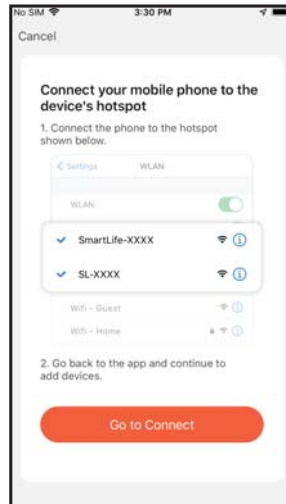 No SIM 3:30 PM
Cancel
Connect your mobile phone to the
device's hotspot
1. Connect the phone to the hotspot
shown below.
Settings WLAN
WLAN
SmartLife-XXXX
SL-XXXX
Wifi - Guest
Wifi - Home
2. Go back to the app and continue to
add devices.
Go to Connect